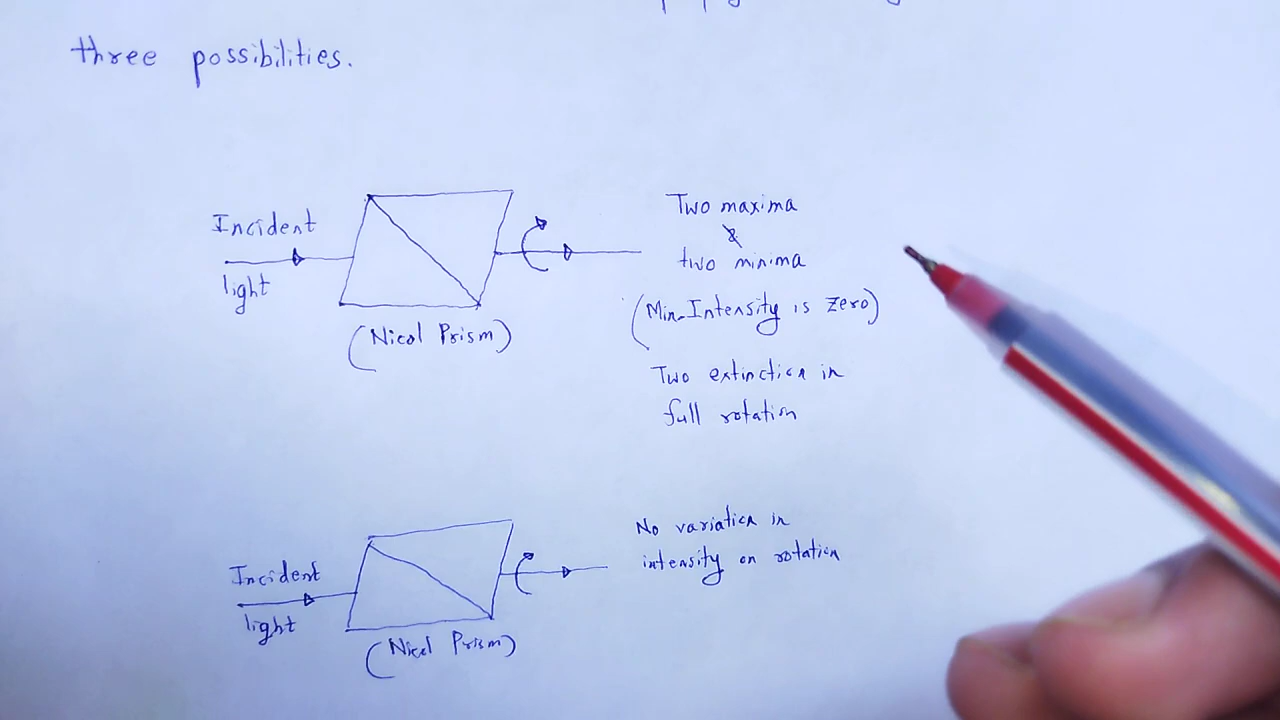 three possibilities.
Incident
light
(Nicol Prism)
Two maxima
&
two minima
(Min. Intensity is zero)
Two extinction in
full rotation
Incident
light
(Nicol Prism)
No variation in
intensity on rotation